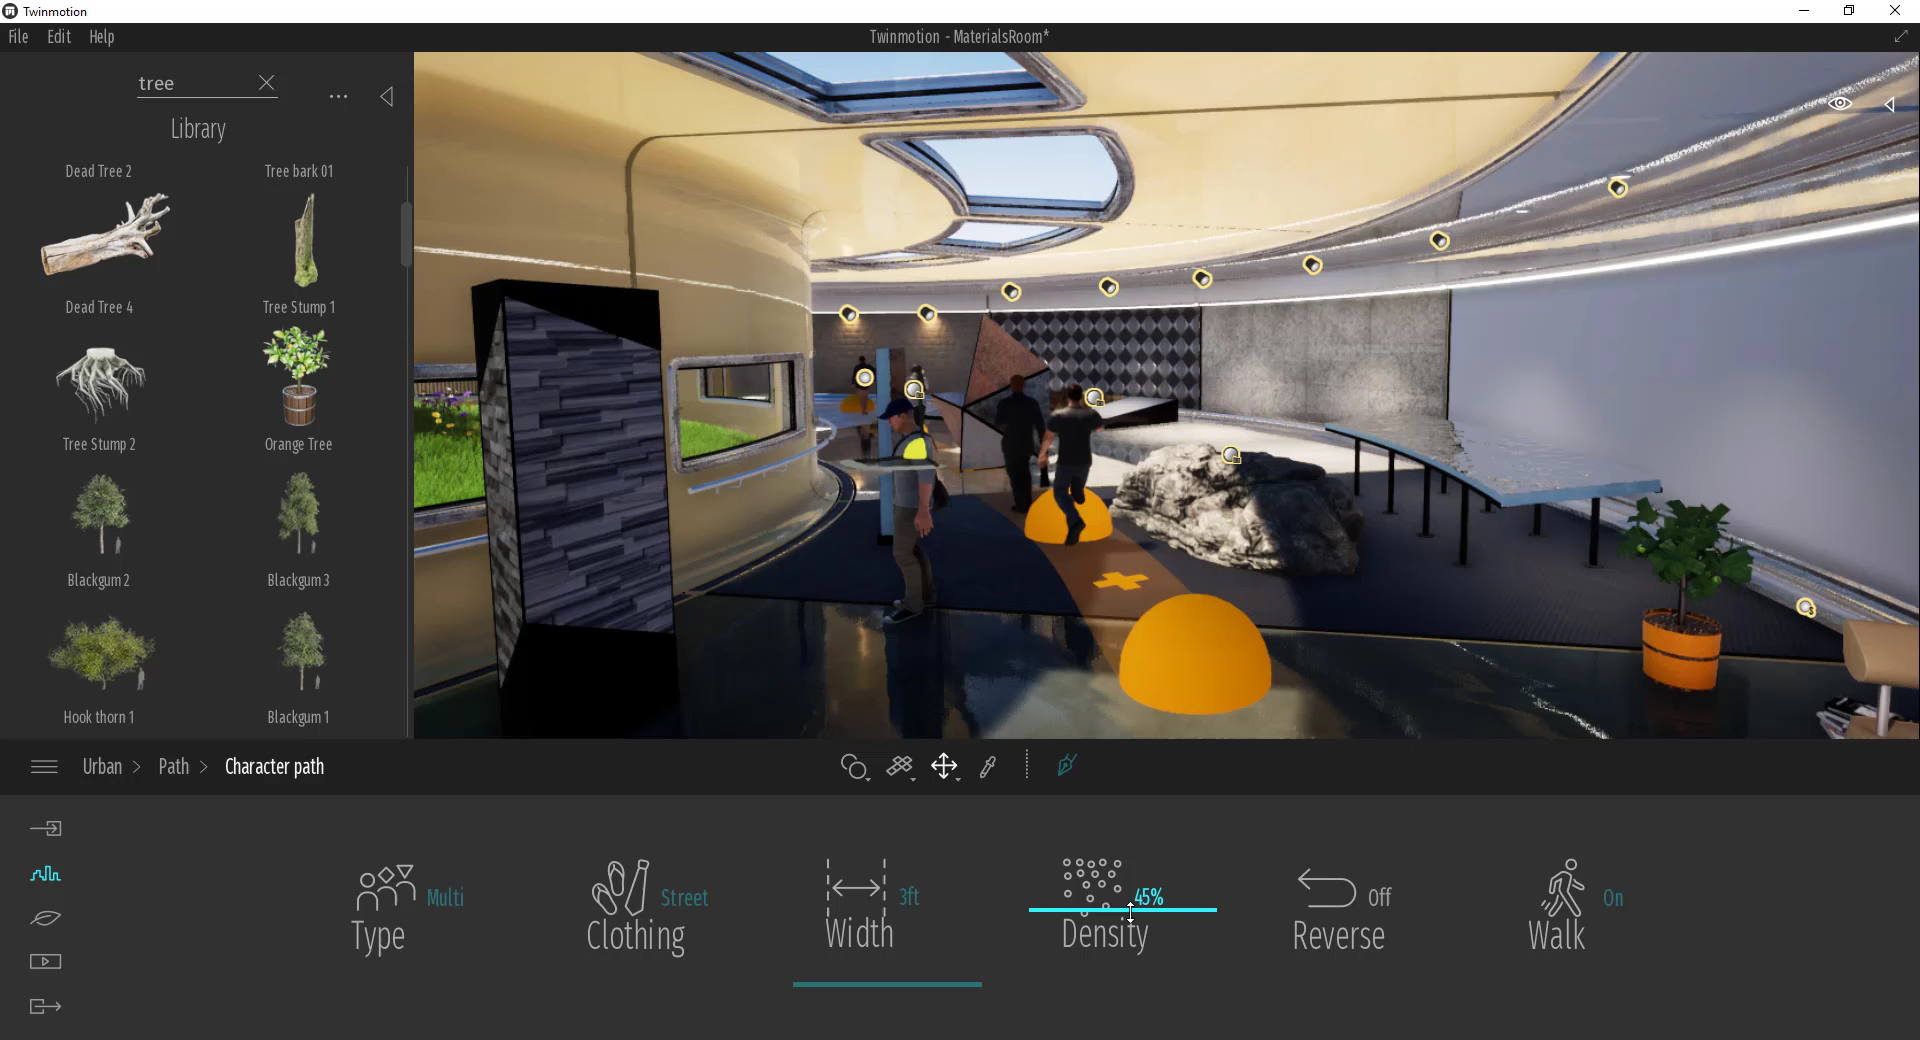 Twinmotion
File Edit Help
Twinmotion - MaterialsRoom*
tree
Library
Dead Tree 2 Tree bark 01
Dead Tree 4 Tree Stump 1
Tree Stump 2 Orange Tree
Blackgum 2 Blackgum 3
Hook thorn 1 Blackgum 1
Urban > Path > Character path
Multi Street 3ft 45% Off On
Type Clothing Width Density Reverse Walk